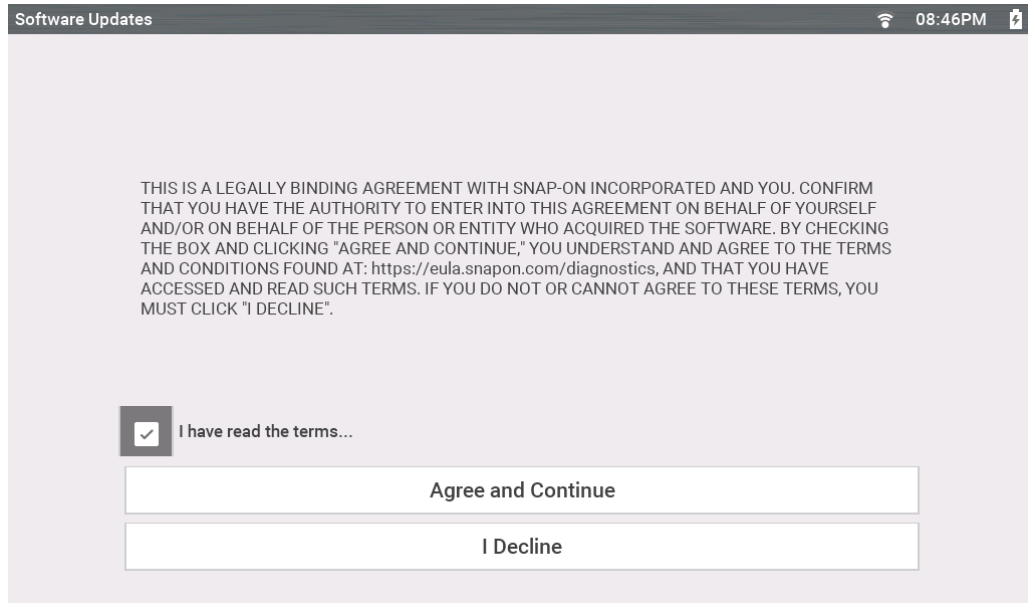 Software Updates
08:46PM
THIS IS A LEGALLY BINDING AGREEMENT WITH SNAP-ON INCORPORATED AND YOU. CONFIRM
THAT YOU HAVE THE AUTHORITY TO ENTER INTO THIS AGREEMENT ON BEHALF OF YOURSELF
AND/OR ON BEHALF OF THE PERSON OR ENTITY WHO ACQUIRED THE SOFTWARE. BY CHECKING
THE BOX AND CLICKING "AGREE AND CONTINUE," YOU UNDERSTAND AND AGREE TO THE TERMS
AND CONDITIONS FOUND AT: https://eula.snapon.com/diagnostics, AND THAT YOU HAVE
ACCESSED AND READ SUCH TERMS. IF YOU DO NOT OR CANNOT AGREE TO THESE TERMS, YOU
MUST CLICK "I DECLINE".
I have read the terms...
Agree and Continue
I Decline